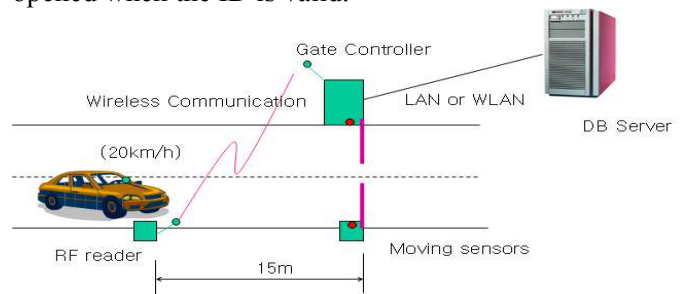 opened when the ID is valid.
Gate Controller
Wireless Communication
LAN or WLAN
DB Server
(20km/h)
RF reader
Moving sensors
15m